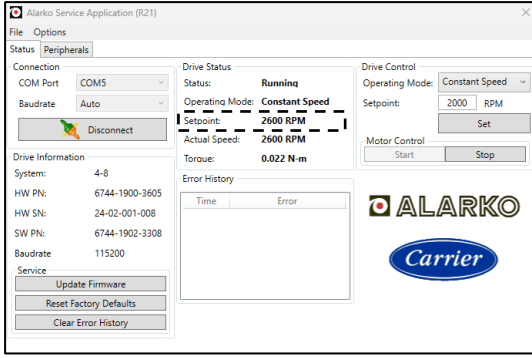 Alarko Service Application (R21)
File Options
Status Peripherals
Connection
COM Port COM5
Baudrate Auto
Disconnect
Drive Information
System: 4-8
HW PN: 6744-1900-3605
HW SN: 24-02-001-008
SW PN: 6744-1902-3308
Baudrate 115200
Service
Update Firmware
Reset Factory Defaults
Clear Error History
Drive Status
Status: Running
Operating Mode: Constant Speed
Setpoint: 2600 RPM
Actual Speed: 2600 RPM
Torque: 0.022 N·m
Error History
Time Error
Drive Control
Operating Mode: Constant Speed
Setpoint: 2000 RPM
Set
Motor Control
Start Stop
ALARKO
Carrier